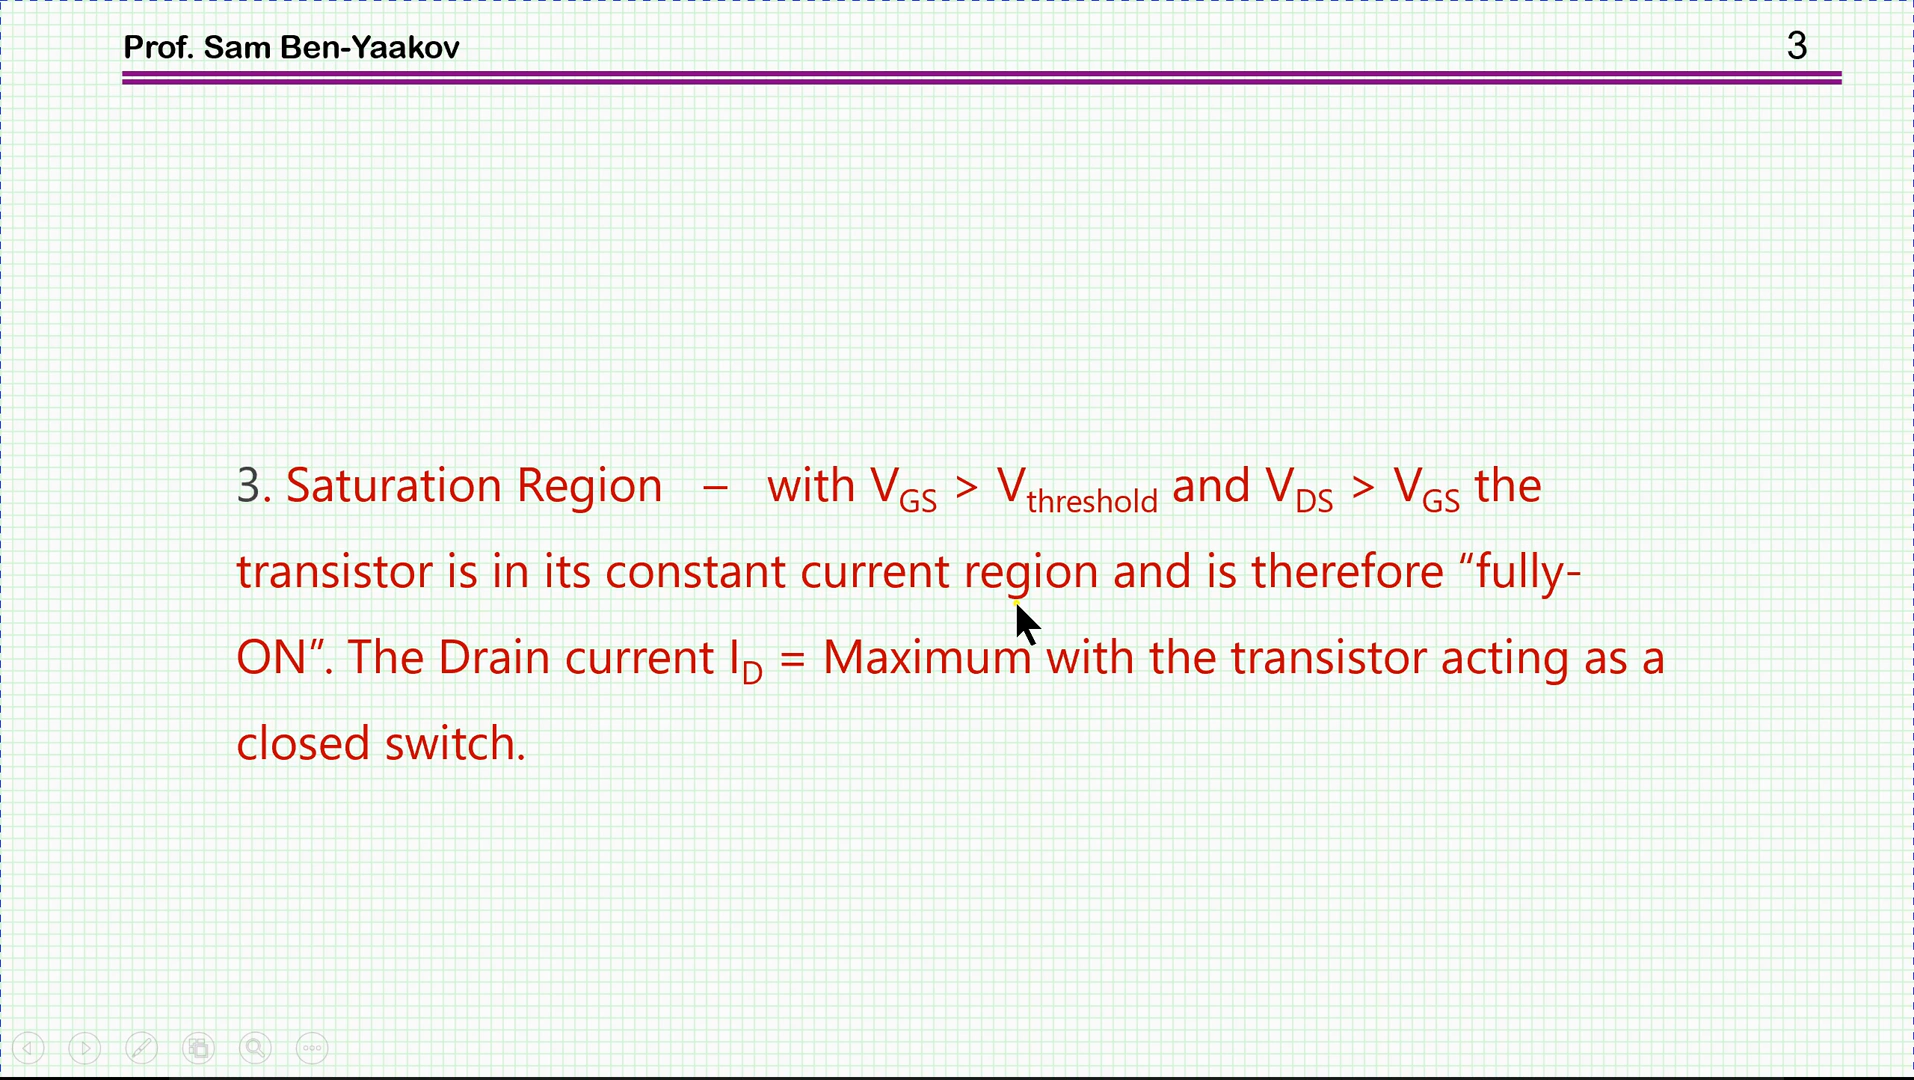 Prof. Sam Ben-Yaakov
3
3. Saturation Region – with VGS > Vthreshold and VDS > VGS the
transistor is in its constant current region and is therefore “fully-
ON”. The Drain current ID = Maximum with the transistor acting as a
closed switch.